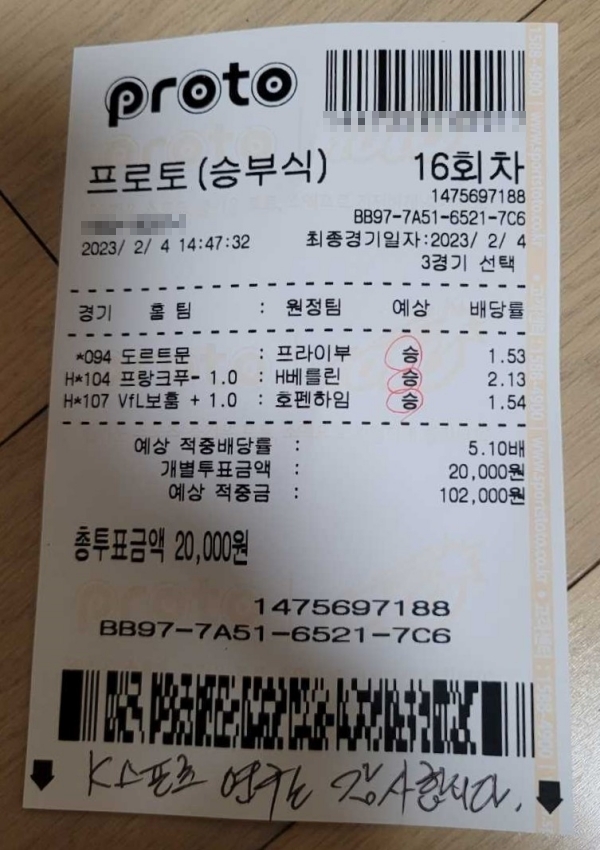 proto
프로토(승부식) 16회차
1475697188
BB97-7A51-6521-7C6
2023/ 2/ 4 14:47:32 최종경기일자:2023/ 2/ 4
3경기 선택
경기 홈 팀 : 원정팀 예상 배당률
*094 도르트문 : 프라이부 승 1.53
H*104 프랑크푸- 1.0 : H베를린 승 2.13
H*107 VfL보훔 + 1.0 : 호펜하임 승 1.54
예상 적중배당률 : 5.10배
개별투표금액 : 20,000원
예상 적중금 : 102,000원
총투표금액 20,000원
1475697188
BB97-7A51-6521-7C6
K스포츠 감사합니다.